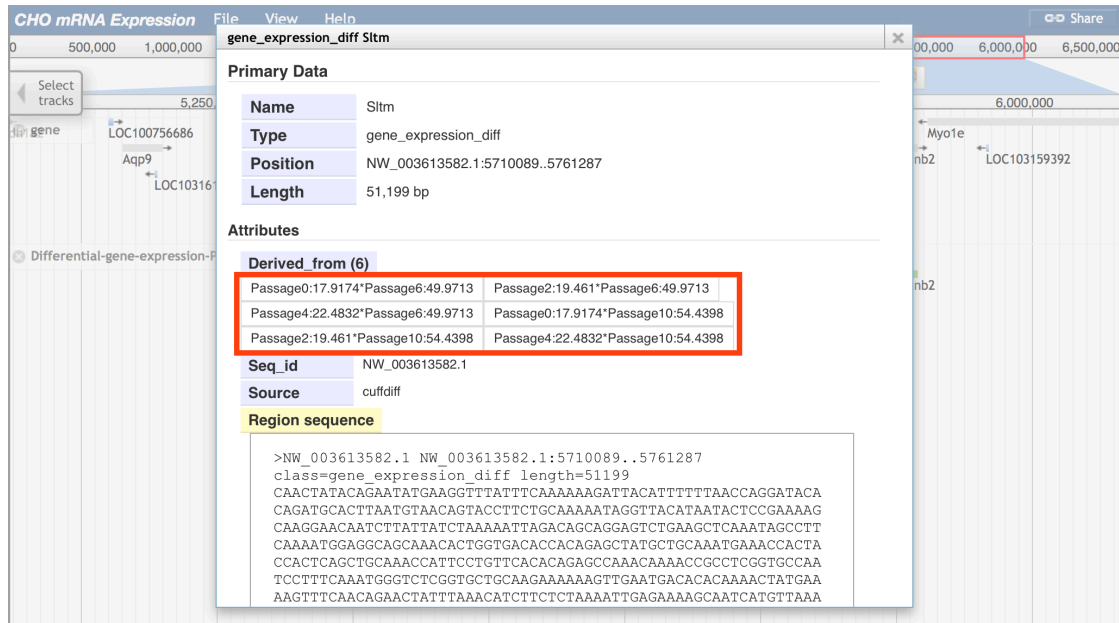 CHO mRNA Expression File View Help Share
0 500,000 1,000,000 00,000 6,000,000 6,500,000
gene_expression_diff Sltm
Select
tracks
5,250, 6,000,000
gene
LOC100756686
Aqp9
LOC10316
Myo1e
nb2
LOC103159392
Differential-gene-expression-P
nb2
Primary Data
Name Sltm
Type gene_expression_diff
Position NW_003613582.1:5710089..5761287
Length 51,199 bp
Attributes
Derived_from (6)
Passage0:17.9174*Passage6:49.9713 Passage2:19.461*Passage6:49.9713
Passage4:22.4832*Passage6:49.9713 Passage0:17.9174*Passage10:54.4398
Passage2:19.461*Passage10:54.4398 Passage4:22.4832*Passage10:54.4398
Seq_id NW_003613582.1
Source cuffdiff
Region sequence
>NW_003613582.1 NW_003613582.1:5710089..5761287
class=gene_expression_diff length=51199
CAACTATACAGAATATGAAGGTTTATTTCAAAAAAGATTACATTTTTTAACCAGGATACA
CAGATGCACTTAATGTAACAGTACCTTCTGCAAAAATAGGTTACATAATACTCCGAAAAG
CAAGGAACAATCTTATTATCTAAAAATTAGACAGCAGGAGTCTGAAGCTCAAATAGCCTT
CAAAATGGAGGCAGCAAACACTGGTGACACCACAGAGCTATGCTGCAAATGAAACCACTA
CCACTCAGCTGCAAACCATTCCTGTTCACACAGAGCCAAACAAAACCGCCTCGGTGCCAA
TCCTTTCAAATGGGTCTCGGTGCTGCAAGAAAAAAGTTGAATGACACACAAAACTATGAA
AAGTTTCAACAGAACTATTTAAACATCTTCTCTAAAATTGAGAAAAGCAATCATGTTAAA